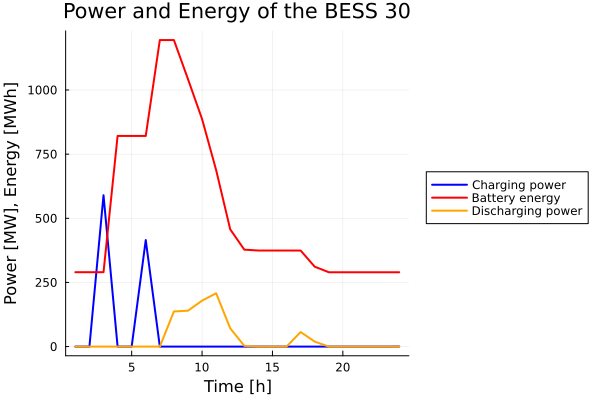 Power and Energy of the BESS 30
Power [MW], Energy [MWh]
1000
750
500
250
0
5 10 15 20
Time [h]
Charging power
Battery energy
Discharging power